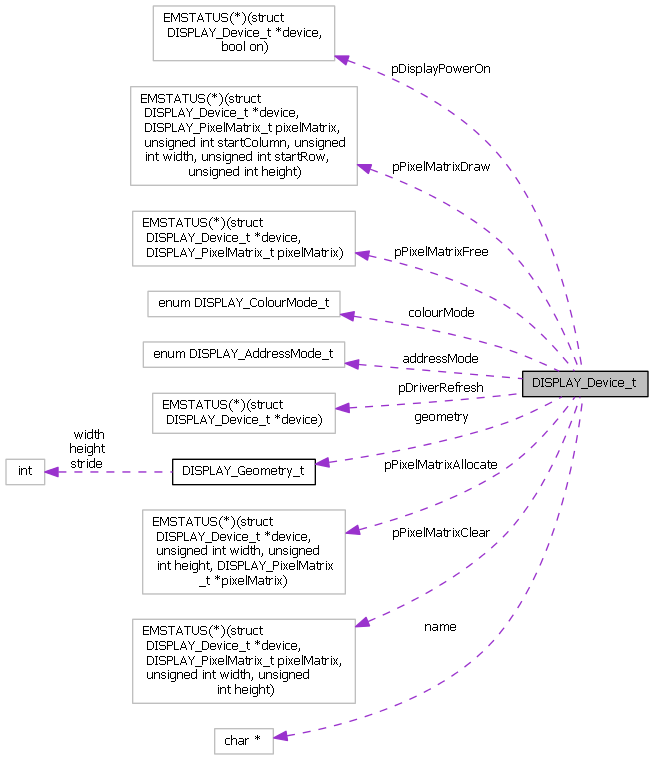 EMSTATUS(*)(struct
DISPLAY_Device_t *device,
bool on)
pDisplayPowerOn
EMSTATUS(*)(struct
DISPLAY_Device_t *device,
DISPLAY_PixelMatrix_t pixelMatrix,
unsigned int startColumn, unsigned
int width, unsigned int startRow,
unsigned int height)
pPixelMatrixDraw
EMSTATUS(*)(struct
DISPLAY_Device_t *device,
DISPLAY_PixelMatrix_t pixelMatrix)
pPixelMatrixFree
enum DISPLAY_ColourMode_t
colourMode
enum DISPLAY_AddressMode_t
addressMode
DISPLAY_Device_t
EMSTATUS(*)(struct
DISPLAY_Device_t *device)
pDriverRefresh
geometry
width
height
stride
int
DISPLAY_Geometry_t
pPixelMatrixAllocate
EMSTATUS(*)(struct
DISPLAY_Device_t *device,
unsigned int width, unsigned
int height, DISPLAY_PixelMatrix
_t *pixelMatrix)
pPixelMatrixClear
EMSTATUS(*)(struct
DISPLAY_Device_t *device,
DISPLAY_PixelMatrix_t pixelMatrix,
unsigned int width, unsigned
int height)
name
char *